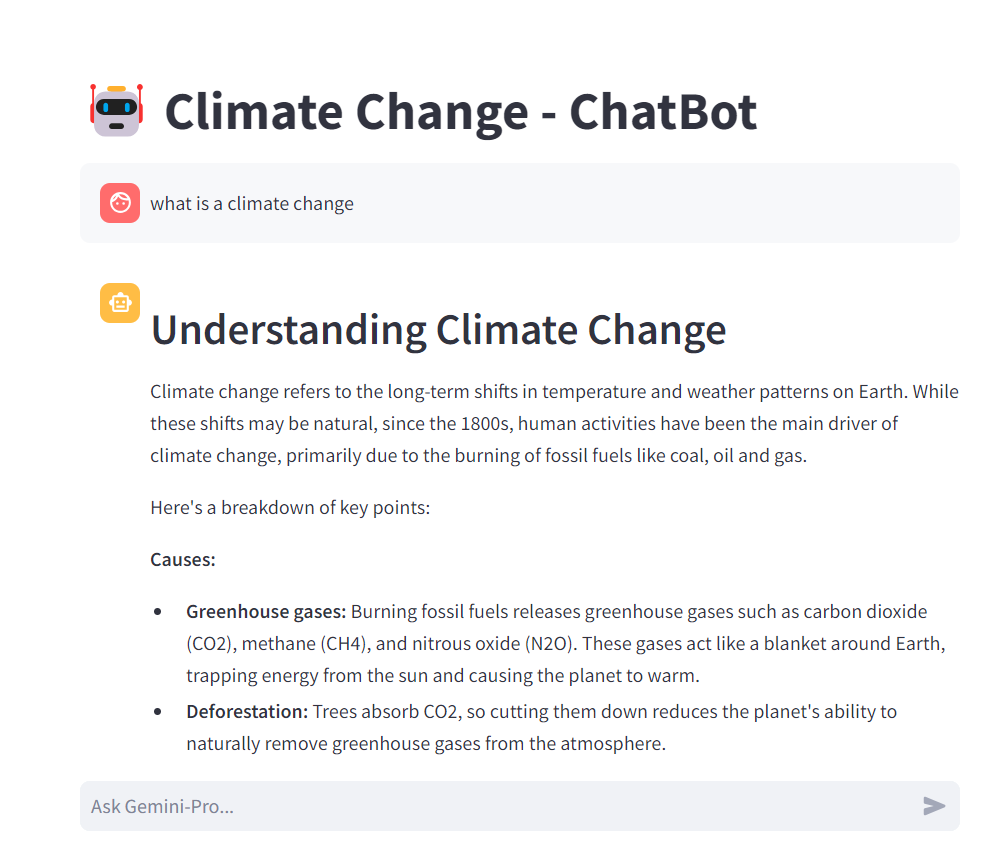 Climate Change - ChatBot
what is a climate change
Understanding Climate Change
Climate change refers to the long-term shifts in temperature and weather patterns on Earth. While
these shifts may be natural, since the 1800s, human activities have been the main driver of
climate change, primarily due to the burning of fossil fuels like coal, oil and gas.
Here's a breakdown of key points:
Causes:
• Greenhouse gases: Burning fossil fuels releases greenhouse gases such as carbon dioxide
(CO2), methane (CH4), and nitrous oxide (N2O). These gases act like a blanket around Earth,
trapping energy from the sun and causing the planet to warm.
• Deforestation: Trees absorb CO2, so cutting them down reduces the planet's ability to
naturally remove greenhouse gases from the atmosphere.
Ask Gemini-Pro...